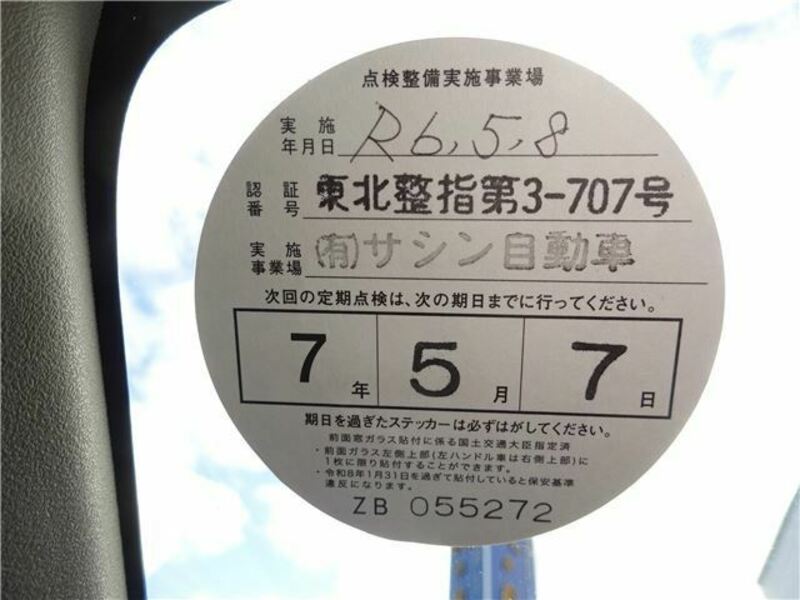 点検整備実施事業場
実施年月日 R6,5,8
認証番号 東北整指第3-707号
実施事業場 (有)サシン自動車
次回の定期点検は、次の期日までに行ってください。
7年 5月 7日
期日を過ぎたステッカーは必ずはがしてください。
前面窓ガラス貼付に係る国土交通大臣指定済
・前面ガラス左側上部(左ハンドル車は右側上部)に
1枚に限り貼付することができます。
・令和8年1月31日を過ぎて貼付していると保安基準
違反になります。
ZB 055272